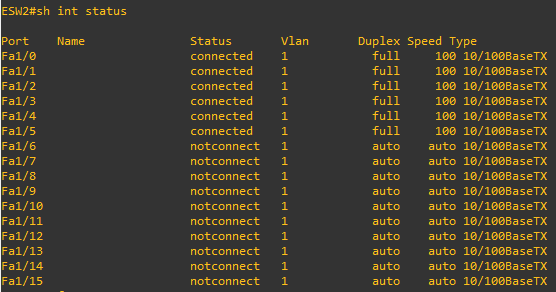 ESW2#sh int status
Port Name Status Vlan Duplex Speed Type
Fa1/0 connected 1 full 100 10/100BaseTX
Fa1/1 connected 1 full 100 10/100BaseTX
Fa1/2 connected 1 full 100 10/100BaseTX
Fa1/3 connected 1 full 100 10/100BaseTX
Fa1/4 connected 1 full 100 10/100BaseTX
Fa1/5 connected 1 full 100 10/100BaseTX
Fa1/6 notconnect 1 auto auto 10/100BaseTX
Fa1/7 notconnect 1 auto auto 10/100BaseTX
Fa1/8 notconnect 1 auto auto 10/100BaseTX
Fa1/9 notconnect 1 auto auto 10/100BaseTX
Fa1/10 notconnect 1 auto auto 10/100BaseTX
Fa1/11 notconnect 1 auto auto 10/100BaseTX
Fa1/12 notconnect 1 auto auto 10/100BaseTX
Fa1/13 notconnect 1 auto auto 10/100BaseTX
Fa1/14 notconnect 1 auto auto 10/100BaseTX
Fa1/15 notconnect 1 auto auto 10/100BaseTX